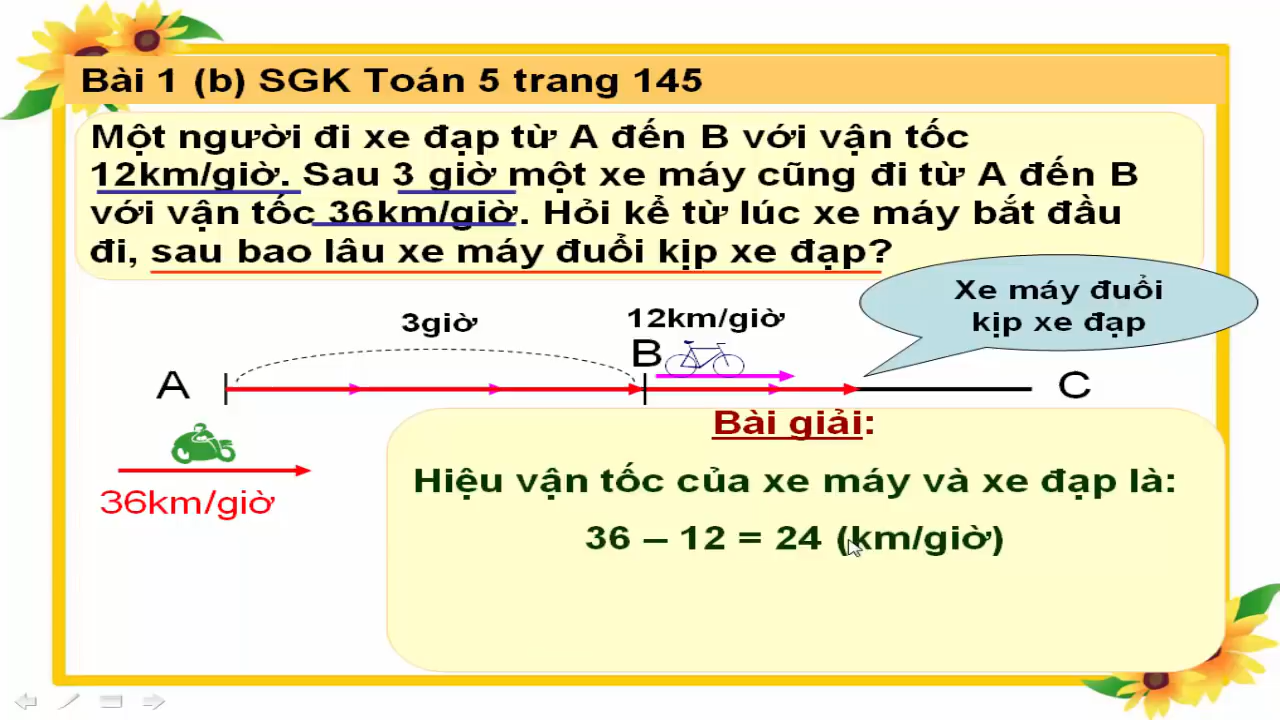 Bài 1 (b) SGK Toán 5 trang 145
Một người đi xe đạp từ A đến B với vận tốc
12km/giờ. Sau 3 giờ một xe máy cũng đi từ A đến B
với vận tốc 36km/giờ. Hỏi kể từ lúc xe máy bắt đầu
đi, sau bao lâu xe máy đuổi kịp xe đạp?
Xe máy đuổi
kịp xe đạp
3giờ
12km/giờ
B
A
C
36km/giờ
Bài giải:
Hiệu vận tốc của xe máy và xe đạp là:
36 – 12 = 24 (km/giờ)